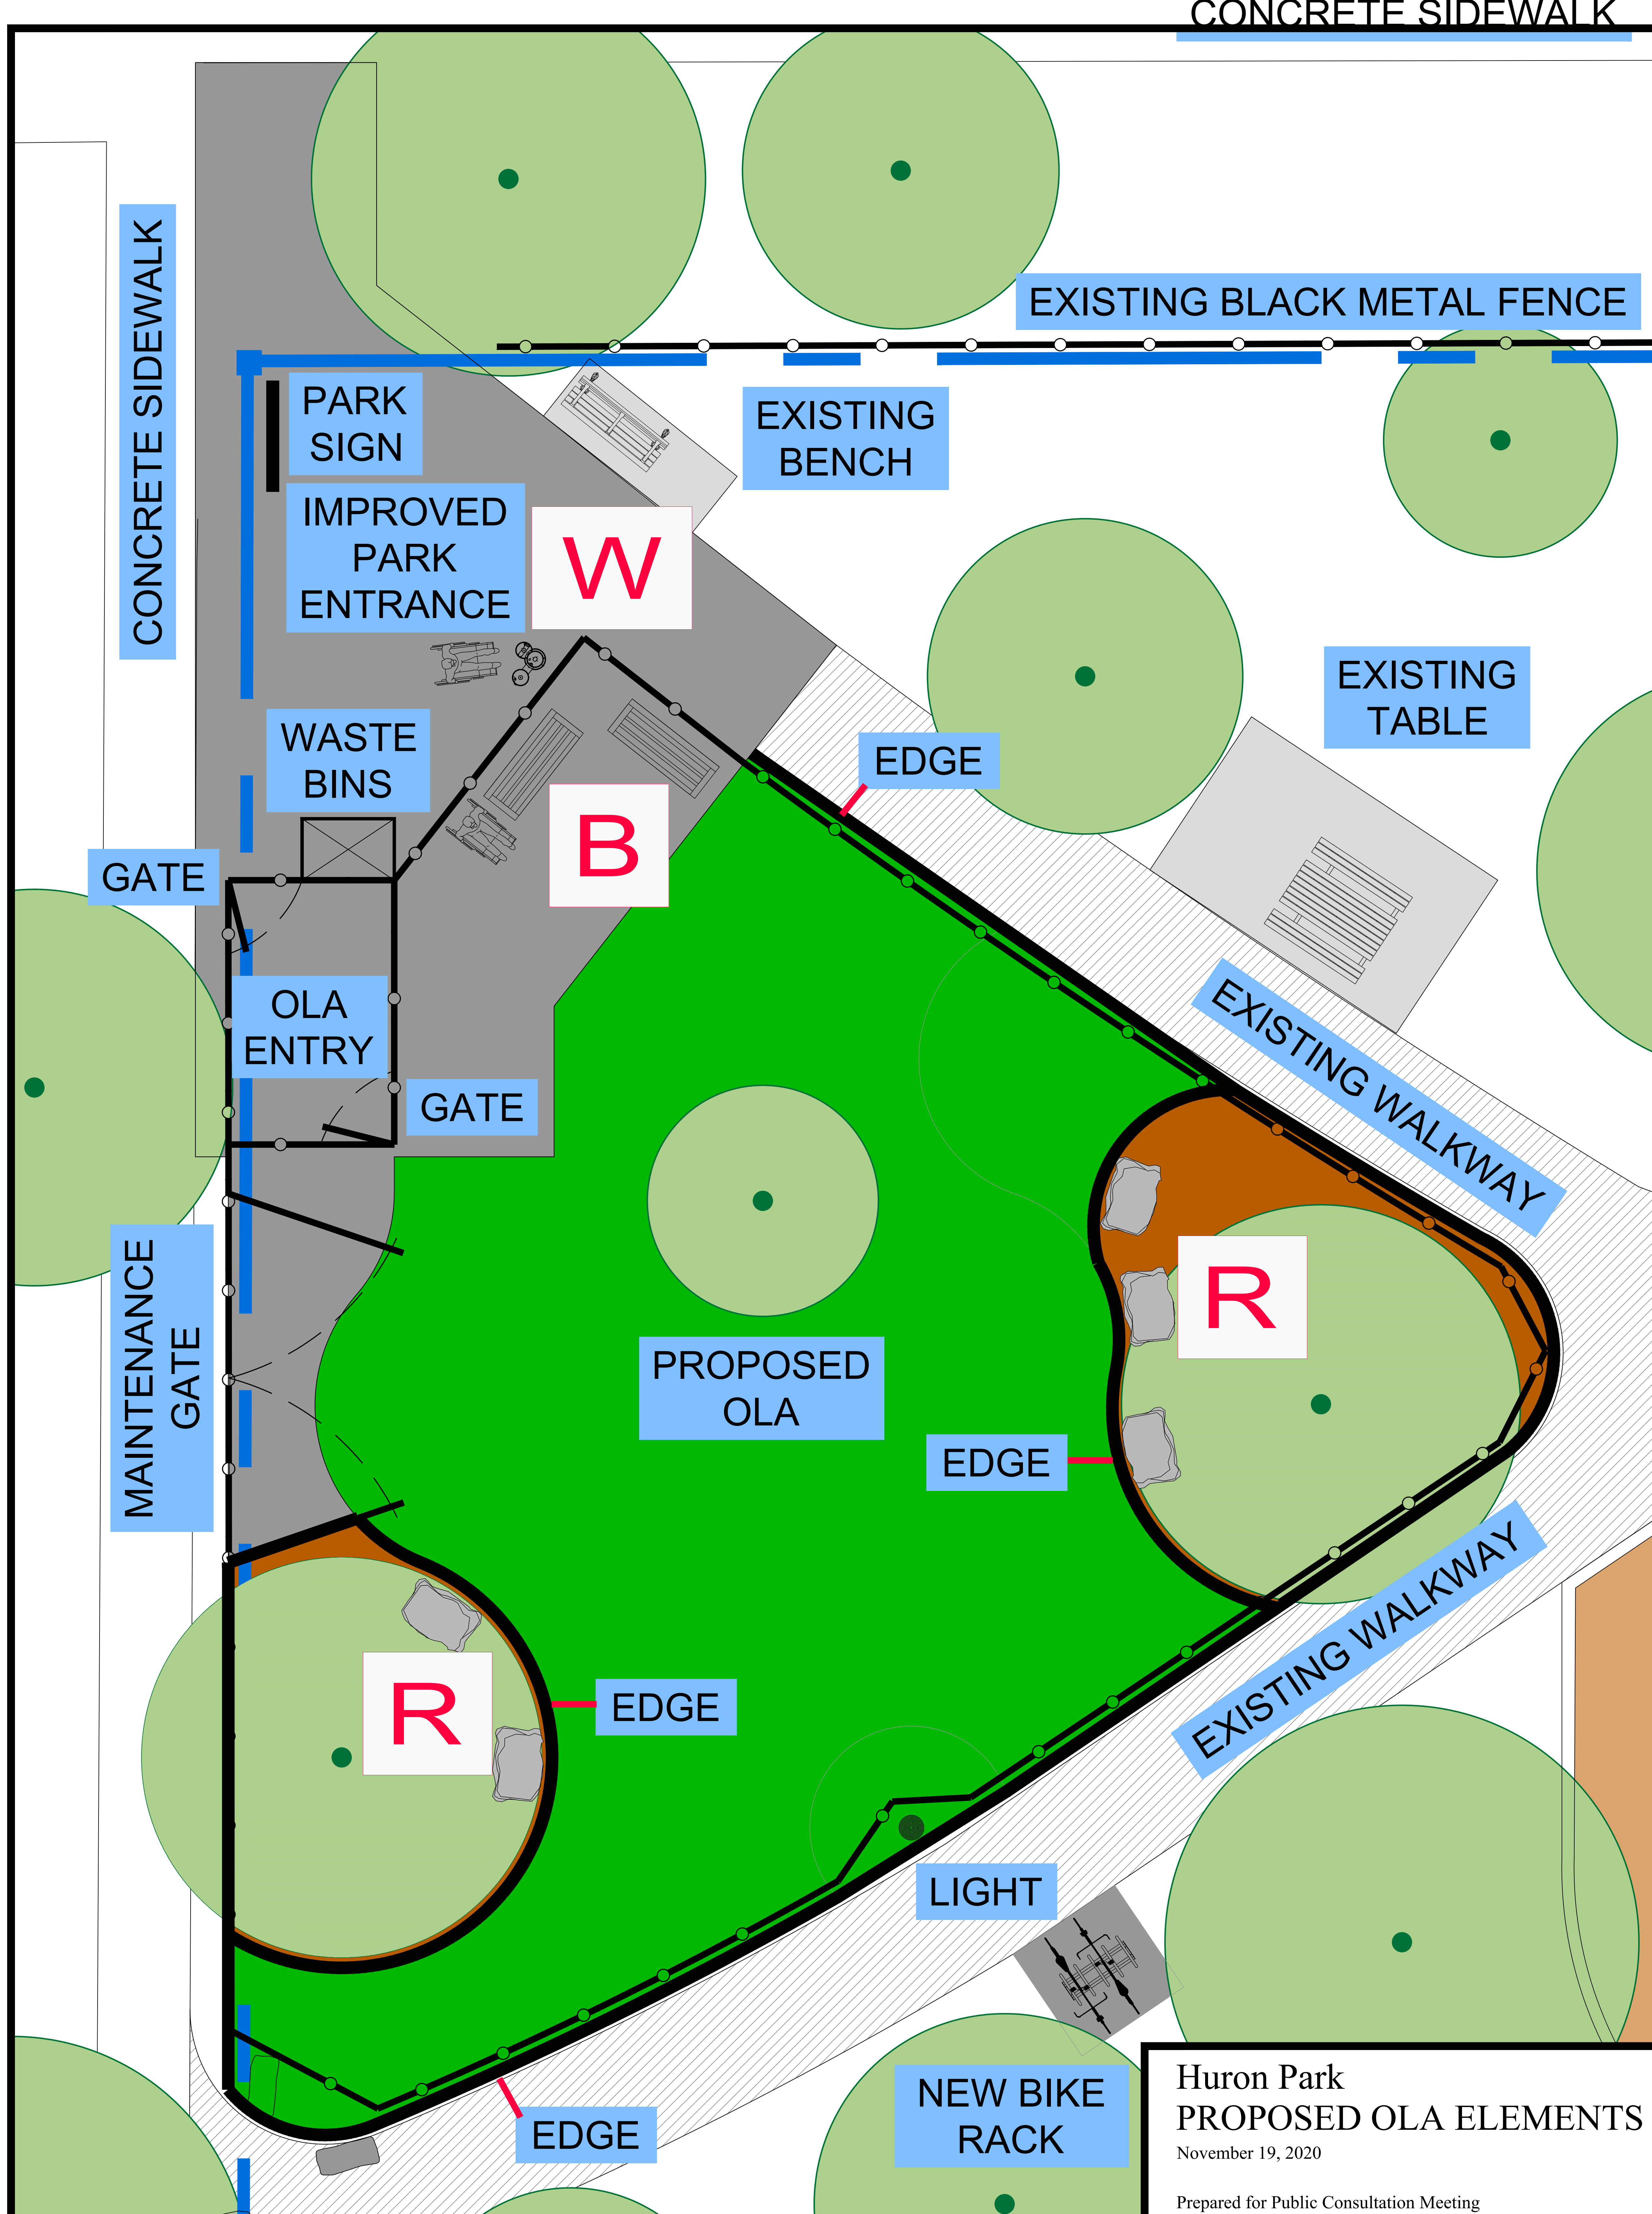 CONCRETE SIDEWALK
CONCRETE SIDEWALK
EXISTING BLACK METAL FENCE
PARK
SIGN
EXISTING
BENCH
IMPROVED
PARK
ENTRANCE
W
EXISTING
TABLE
WASTE
BINS
EDGE
B
GATE
OLA
ENTRY
GATE
EXISTING WALKWAY
MAINTENANCE
GATE
R
PROPOSED
OLA
EDGE
EXISTING WALKWAY
R
EDGE
LIGHT
NEW BIKE
RACK
EDGE
Huron Park
PROPOSED OLA ELEMENTS
November 19, 2020
Prepared for Public Consultation Meeting